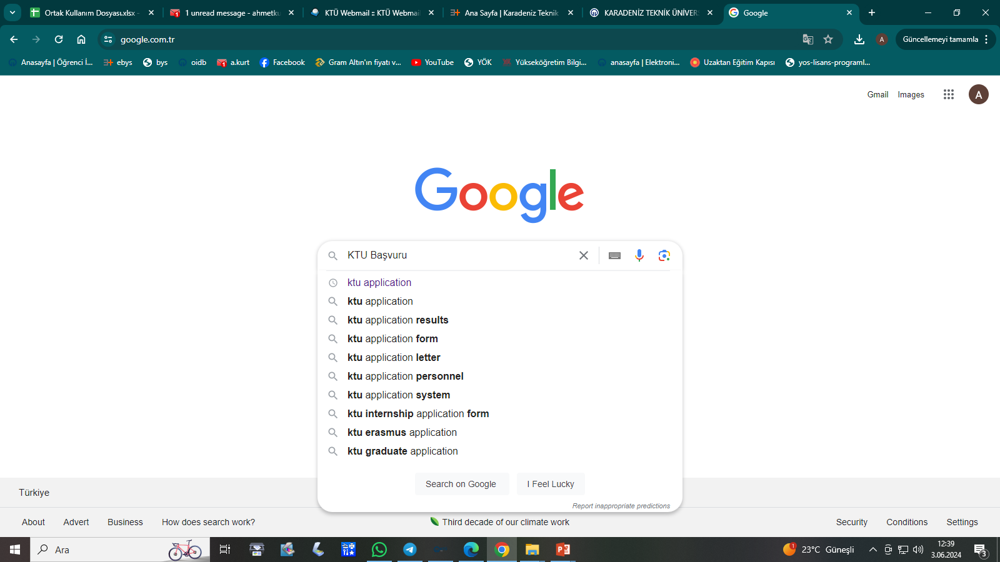 Ortak Kullanım Dosyası.xlsx -
1 unread message - ahmetku
KTÜ Webmail :: KTÜ Webmail
Ana Sayfa | Karadeniz Teknik
KARADENİZ TEKNİK ÜNİVER
Google
google.com.tr
A
Güncellemeyi tamamla
Anasayfa | Öğrenci İ...
ebys
bys
oidb
a.kurt
Facebook
Gram Altın'ın fiyatı v...
YouTube
YÖK
Yükseköğretim Bilgi...
anasayfa | Elektroni...
Uzaktan Eğitim Kapısı
yos-lisans-programl...
Gmail
Images
A
Google
KTU Başvuru
ktu application
ktu application
ktu application results
ktu application form
ktu application letter
ktu application personnel
ktu application system
ktu internship application form
ktu erasmus application
ktu graduate application
Search on Google
I Feel Lucky
Report inappropriate predictions
Türkiye
About
Advert
Business
How does search work?
Third decade of our climate work
Security
Conditions
Settings
Ara
1
23°C Güneşli
12:39
3.06.2024
3